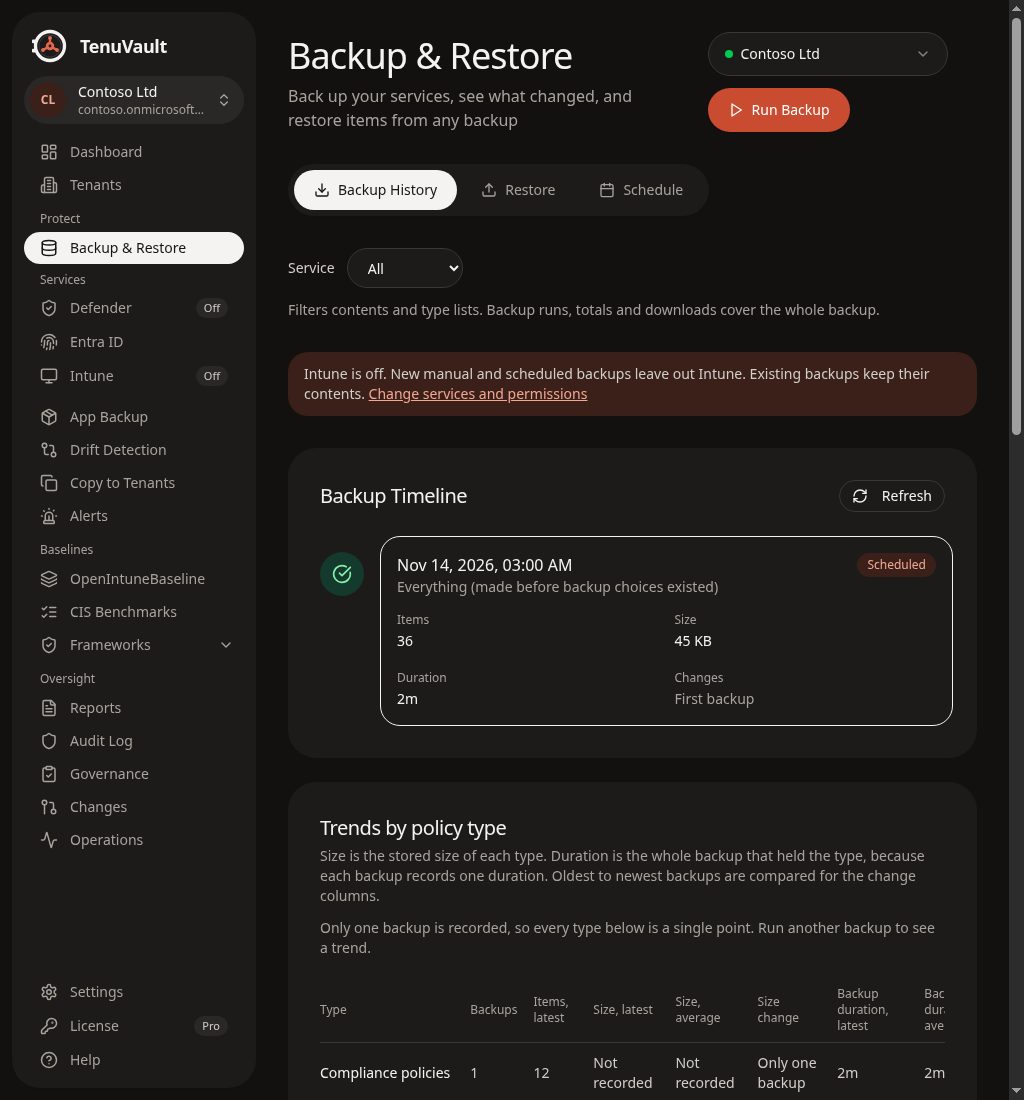 TenuVault
CL
Contoso Ltd
contoso.onmicrosoft...
Dashboard
Tenants
Protect
Backup & Restore
Services
Defender Off
Entra ID
Intune Off
App Backup
Drift Detection
Copy to Tenants
Alerts
Baselines
OpenIntuneBaseline
CIS Benchmarks
Frameworks
Oversight
Reports
Audit Log
Governance
Changes
Operations
Settings
License Pro
Help
Backup & Restore
Back up your services, see what changed, and
restore items from any backup
Contoso Ltd
Run Backup
Backup History Restore Schedule
Service All
Filters contents and type lists. Backup runs, totals and downloads cover the whole backup.
Intune is off. New manual and scheduled backups leave out Intune. Existing backups keep their
contents. Change services and permissions
Backup Timeline Refresh
Nov 14, 2026, 03:00 AM Scheduled
Everything (made before backup choices existed)
Items Size
36 45 KB
Duration Changes
2m First backup
Trends by policy type
Size is the stored size of each type. Duration is the whole backup that held the type, because
each backup records one duration. Oldest to newest backups are compared for the change
columns.
Only one backup is recorded, so every type below is a single point. Run another backup to see
a trend.
Type
Backups
Items,
latest
Size, latest
Size,
average
Size
change
Backup
duration,
latest
Compliance policies
1
12
Not
recorded
Not
recorded
Only one
backup
2m
2m